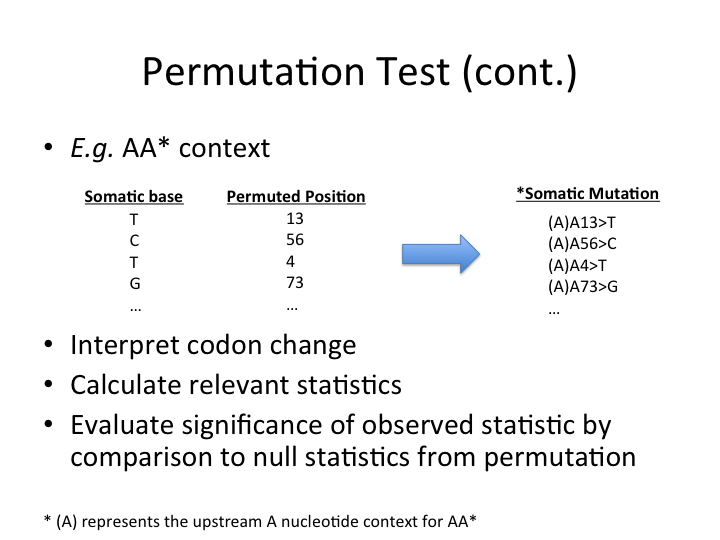 Permutation Test (cont.)
• E.g. AA* context
Somatic base Permuted Position *Somatic Mutation
T 13 (A)A13>T
C 56 (A)A56>C
T 4 (A)A4>T
G 73 (A)A73>G
... ... ...
• Interpret codon change
• Calculate relevant statistics
• Evaluate significance of observed statistic by
comparison to null statistics from permutation
* (A) represents the upstream A nucleotide context for AA*